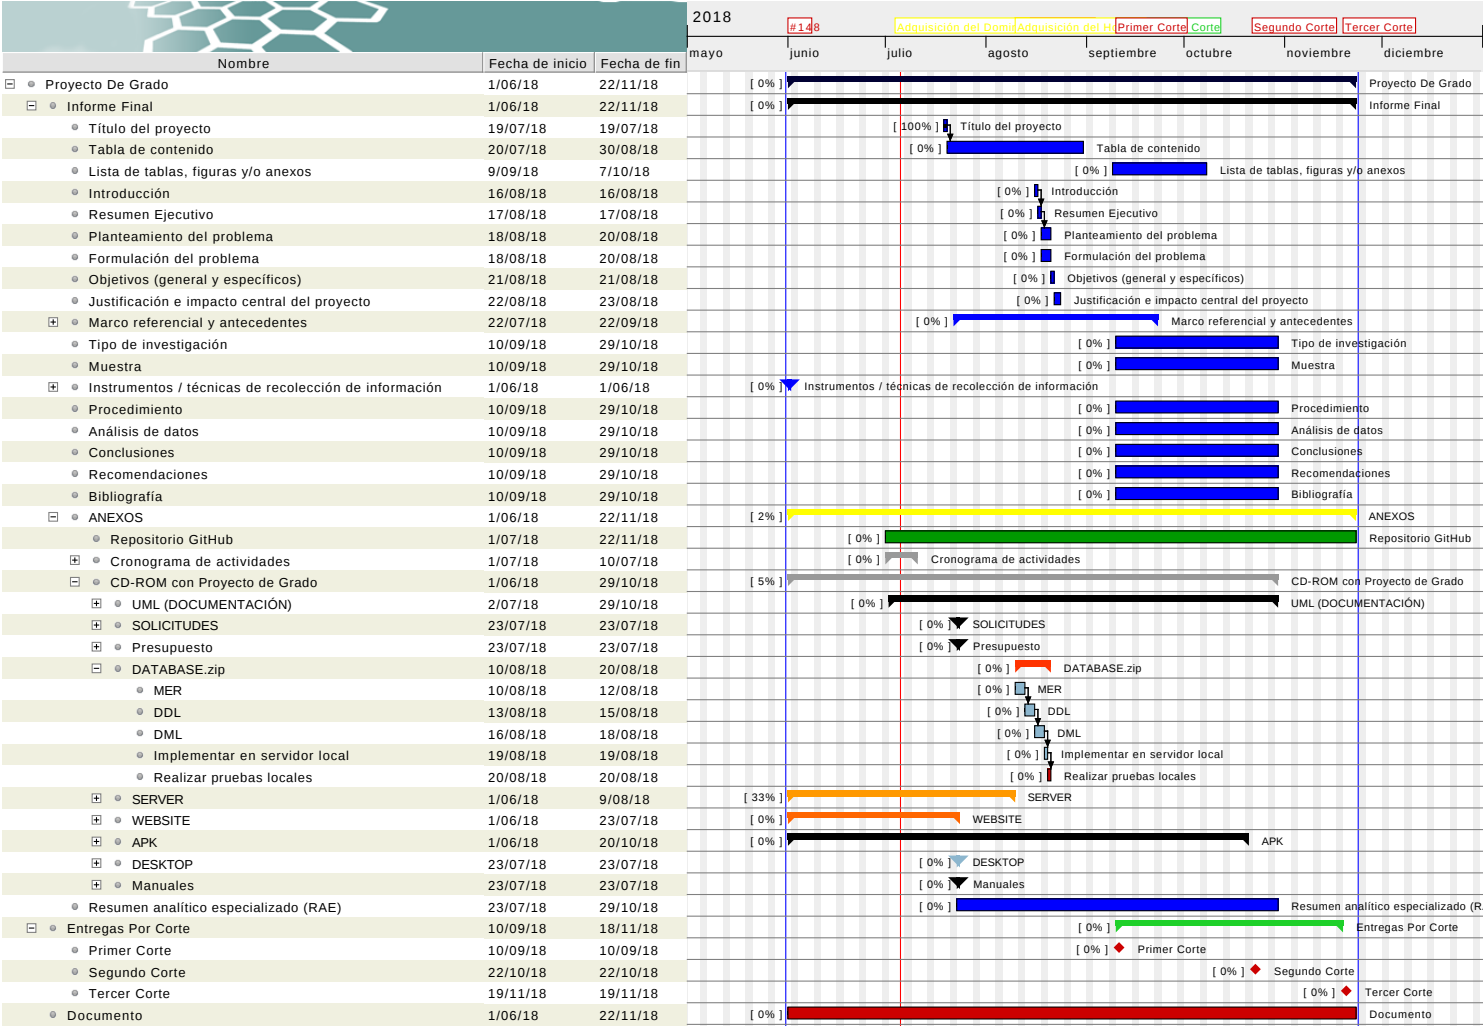 2018
#148 Primer Corte Corte Segundo Corte Tercer Corte
mayo junio julio agosto septiembre octubre noviembre diciembre
Nombre Fecha de inicio Fecha de fin
Proyecto De Grado 1/06/18 22/11/18 [ 0% ] Proyecto De Grado
Informe Final 1/06/18 22/11/18 [ 0% ] Informe Final
Título del proyecto 19/07/18 19/07/18 [ 100% ] Título del proyecto
Tabla de contenido 20/07/18 30/08/18 [ 0% ] Tabla de contenido
Lista de tablas, figuras y/o anexos 9/09/18 7/10/18 [ 0% ] Lista de tablas, figuras y/o anexos
Introducción 16/08/18 16/08/18 [ 0% ] Introducción
Resumen Ejecutivo 17/08/18 17/08/18 [ 0% ] Resumen Ejecutivo
Planteamiento del problema 18/08/18 20/08/18 [ 0% ] Planteamiento del problema
Formulación del problema 18/08/18 20/08/18 [ 0% ] Formulación del problema
Objetivos (general y específicos) 21/08/18 21/08/18 [ 0% ] Objetivos (general y específicos)
Justificación e impacto central del proyecto 22/08/18 23/08/18 [ 0% ] Justificación e impacto central del proyecto
Marco referencial y antecedentes 22/07/18 22/09/18 [ 0% ] Marco referencial y antecedentes
Tipo de investigación 10/09/18 29/10/18 [ 0% ] Tipo de investigación
Muestra 10/09/18 29/10/18 [ 0% ] Muestra
Instrumentos / técnicas de recolección de información 1/06/18 1/06/18 [ 0% ] Instrumentos / técnicas de recolección de información
Procedimiento 10/09/18 29/10/18 [ 0% ] Procedimiento
Análisis de datos 10/09/18 29/10/18 [ 0% ] Análisis de datos
Conclusiones 10/09/18 29/10/18 [ 0% ] Conclusiones
Recomendaciones 10/09/18 29/10/18 [ 0% ] Recomendaciones
Bibliografía 10/09/18 29/10/18 [ 0% ] Bibliografía
ANEXOS 1/06/18 22/11/18 [ 2% ] ANEXOS
Repositorio GitHub 1/07/18 22/11/18 [ 0% ] Repositorio GitHub
Cronograma de actividades 1/07/18 10/07/18 [ 0% ] Cronograma de actividades
CD-ROM con Proyecto de Grado 1/06/18 29/10/18 [ 5% ] CD-ROM con Proyecto de Grado
UML (DOCUMENTACIÓN) 2/07/18 29/10/18 [ 0% ] UML (DOCUMENTACIÓN)
SOLICITUDES 23/07/18 23/07/18 [ 0% ] SOLICITUDES
Presupuesto 23/07/18 23/07/18 [ 0% ] Presupuesto
DATABASE.zip 10/08/18 20/08/18 [ 0% ] DATABASE.zip
MER 10/08/18 12/08/18 [ 0% ] MER
DDL 13/08/18 15/08/18 [ 0% ] DDL
DML 16/08/18 18/08/18 [ 0% ] DML
Implementar en servidor local 19/08/18 19/08/18 [ 0% ] Implementar en servidor local
Realizar pruebas locales 20/08/18 20/08/18 [ 0% ] Realizar pruebas locales
SERVER 1/06/18 9/08/18 [ 33% ] SERVER
WEBSITE 1/06/18 23/07/18 [ 0% ] WEBSITE
APK 1/06/18 20/10/18 [ 0% ] APK
DESKTOP 23/07/18 23/07/18 [ 0% ] DESKTOP
Manuales 23/07/18 23/07/18 [ 0% ] Manuales
Resumen analítico especializado (RAE) 23/07/18 29/10/18 [ 0% ] Resumen analítico especializado (R
Entregas Por Corte 10/09/18 18/11/18 [ 0% ] Entregas Por Corte
Primer Corte 10/09/18 10/09/18 [ 0% ] Primer Corte
Segundo Corte 22/10/18 22/10/18 [ 0% ] Segundo Corte
Tercer Corte 19/11/18 19/11/18 [ 0% ] Tercer Corte
Documento 1/06/18 22/11/18 [ 0% ] Documento